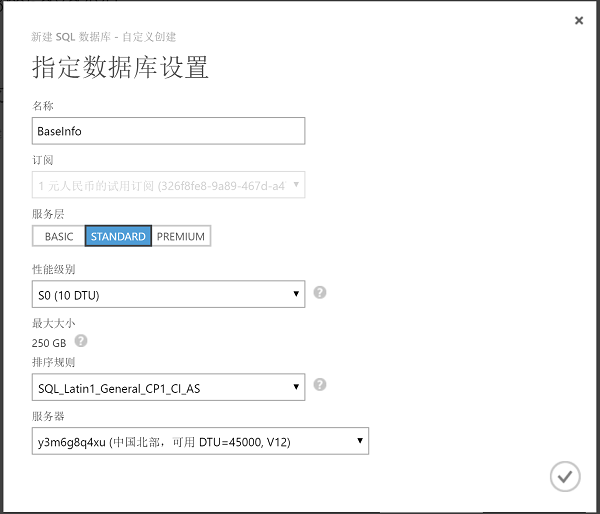 新建 SQL 数据库 - 自定义创建
指定数据库设置
名称
BaseInfo
订阅
1 元人民币的试用订阅 (326f8fe8-9a89-467d-a4
服务层
BASIC STANDARD PREMIUM
性能级别
S0 (10 DTU)
最大大小
250 GB
排序规则
SQL_Latin1_General_CP1_CI_AS
服务器
y3m6g8q4xu (中国北部，可用 DTU=45000, V12)